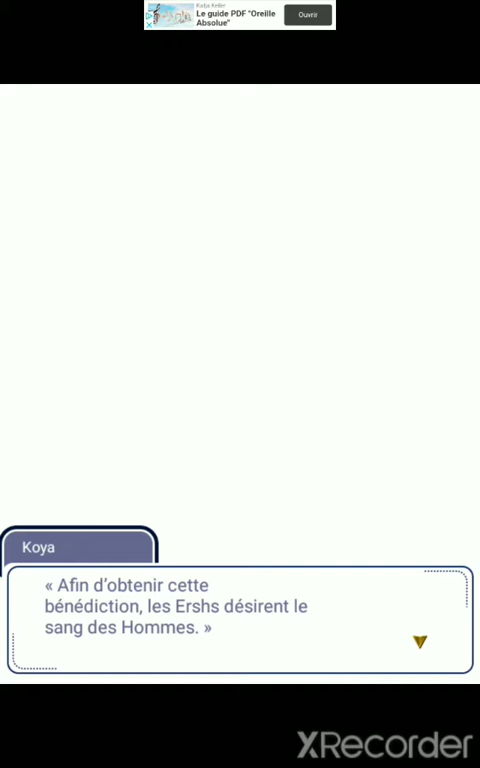 Katja Keller
Le guide PDF "Oreille
Absolue"
Ouvrir
Koya
« Afin d'obtenir cette
bénédiction, les Ershs désirent le
sang des Hommes. »
XRecorder